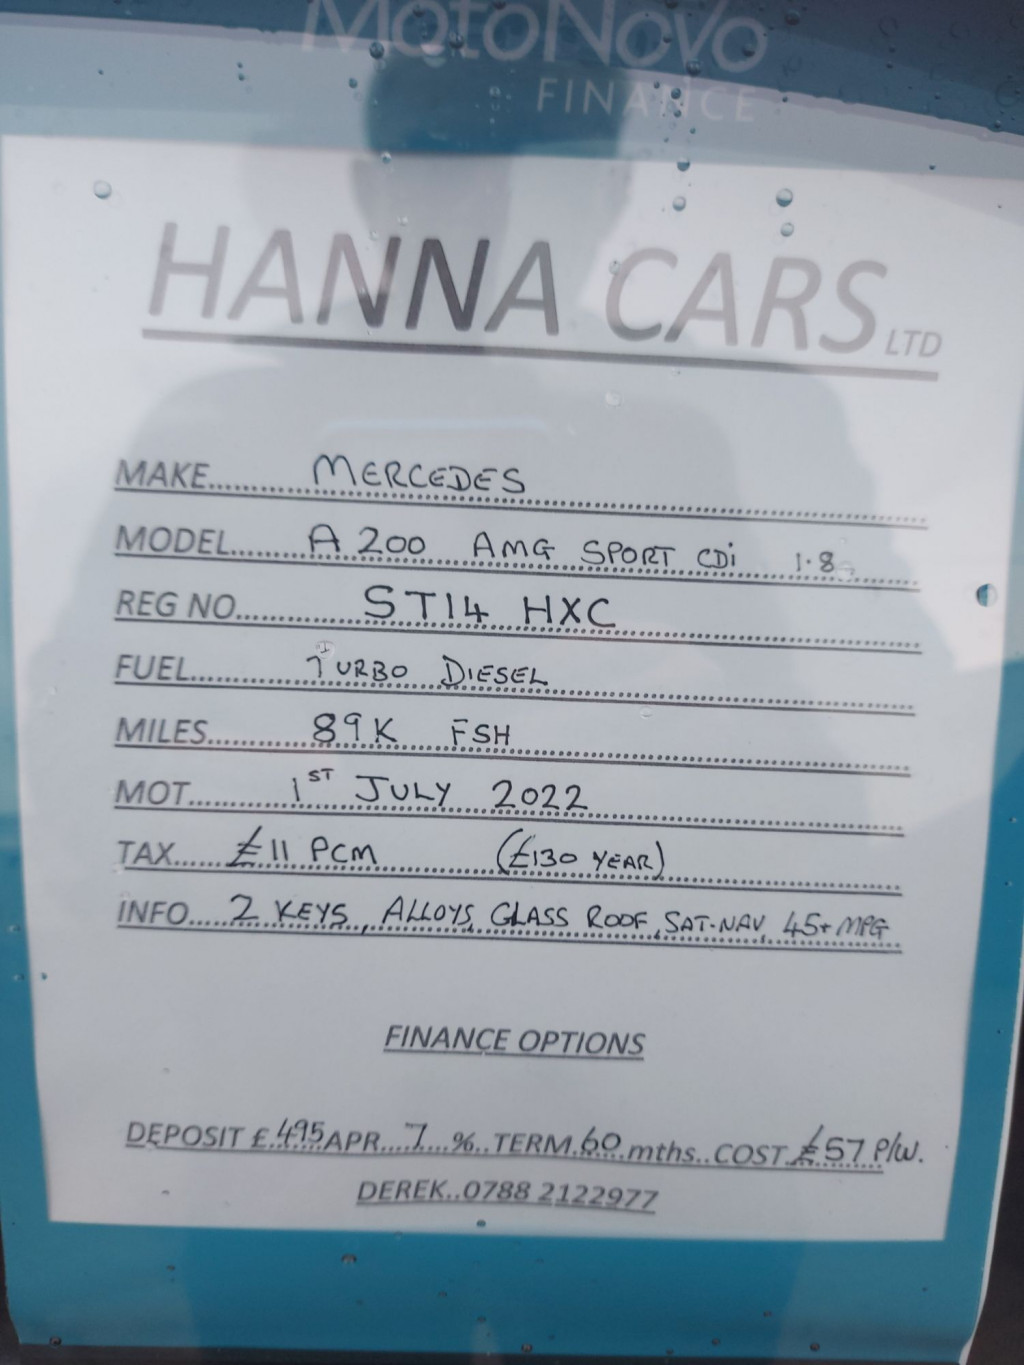 MotoNovo
FINANCE
HANNA CARS LTD
MAKE.......MERCEDES
MODEL.......A 200 AMG SPORT CDi 1.8
REG NO.......ST14 HXC
FUEL.......TURBO DIESEL
MILES.......89K FSH
MOT.......1ST JULY 2022
TAX.....£11 PCM (£130 YEAR)
INFO....2 KEYS, ALLOYS, GLASS ROOF, SAT-NAV, 45+ MPG
FINANCE OPTIONS
DEPOSIT £.495 APR...7...%..TERM.60.mths..COST.£57 P/W.
DEREK..0788 2122977